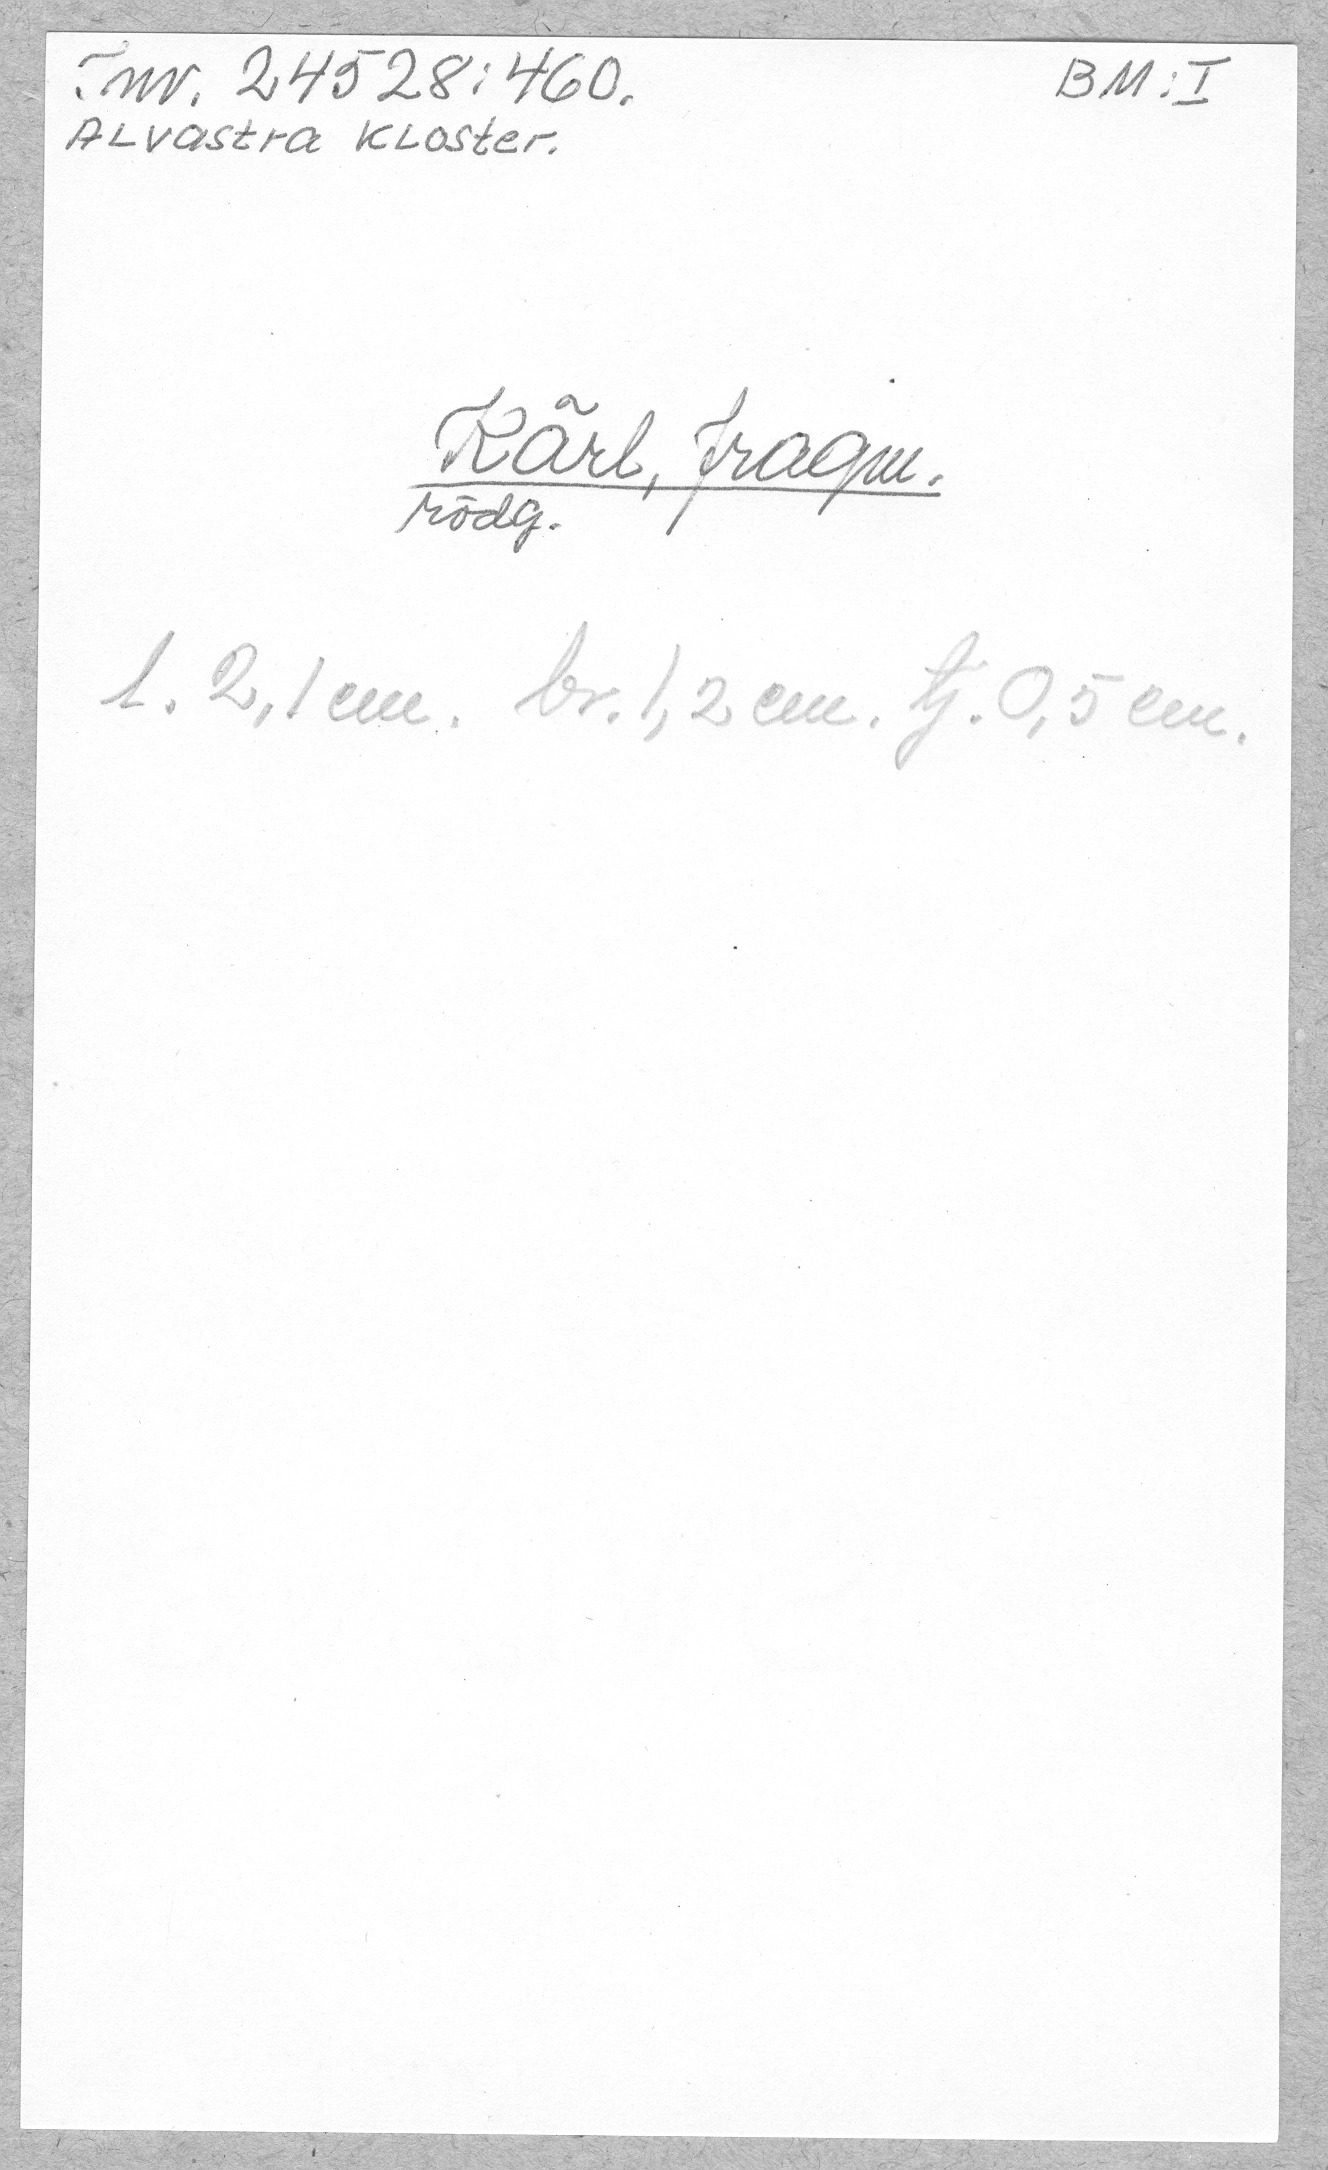 Inv. 24528:460. BM:I
Alvastra kloster.
Kärl, fragm.
rödg.
l. 2,1 cm. br. 1,2 cm. tj. 0,5 cm.